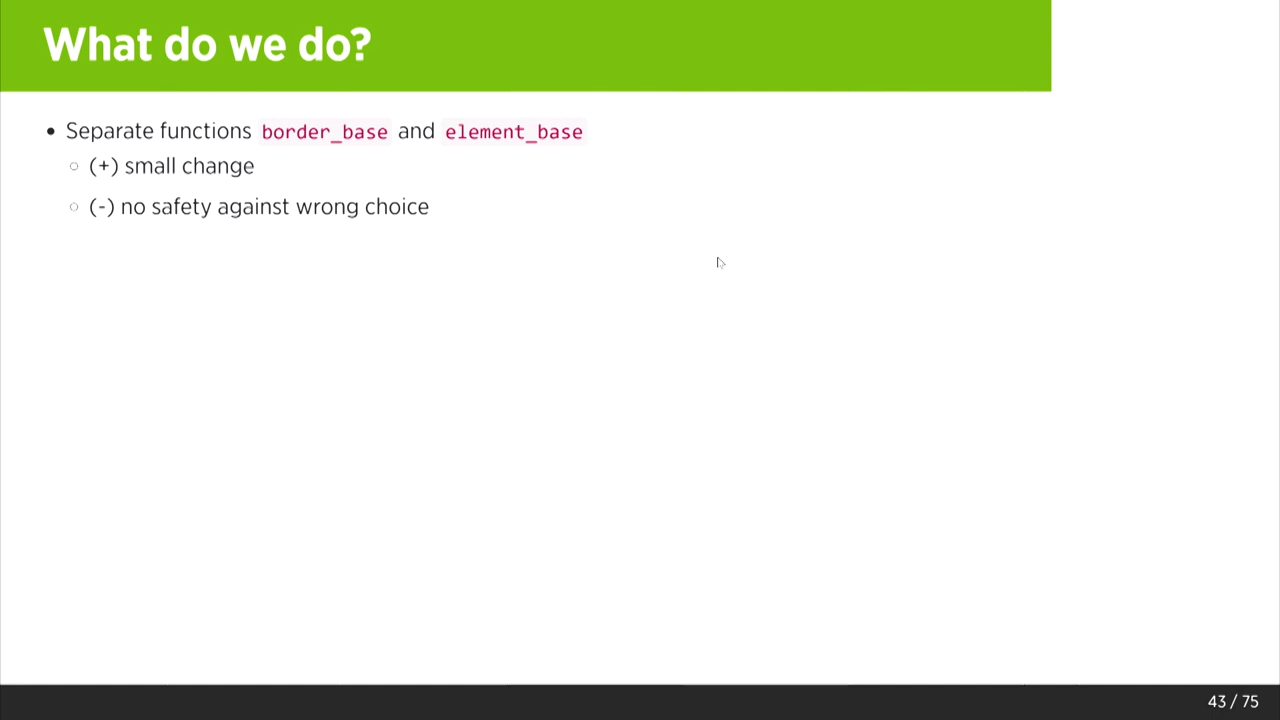 What do we do?
• Separate functions border_base and element_base
○ (+) small change
○ (-) no safety against wrong choice
43 / 75